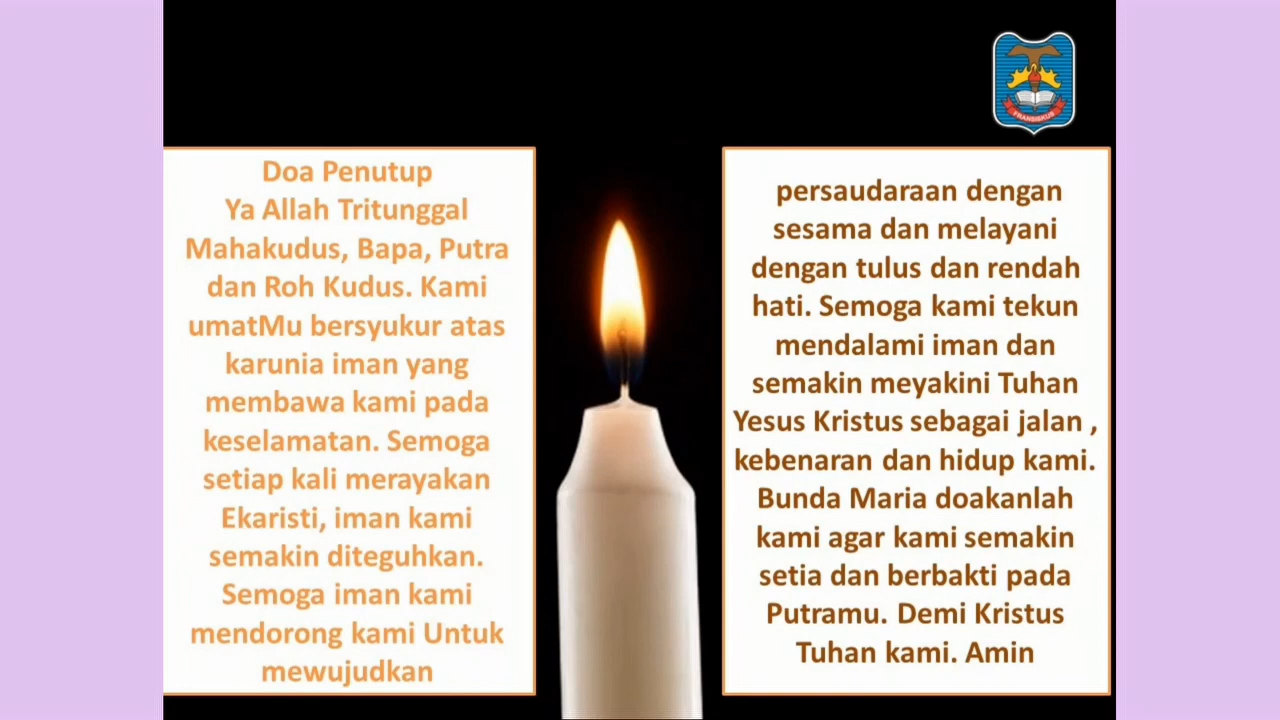 FRANSISKUS
Doa Penutup
Ya Allah Tritunggal
Mahakudus, Bapa, Putra
dan Roh Kudus. Kami
umatMu bersyukur atas
karunia iman yang
membawa kami pada
keselamatan. Semoga
setiap kali merayakan
Ekaristi, iman kami
semakin diteguhkan.
Semoga iman kami
mendorong kami Untuk
mewujudkan
persaudaraan dengan
sesama dan melayani
dengan tulus dan rendah
hati. Semoga kami tekun
mendalami iman dan
semakin meyakini Tuhan
Yesus Kristus sebagai jalan ,
kebenaran dan hidup kami.
Bunda Maria doakanlah
kami agar kami semakin
setia dan berbakti pada
Putramu. Demi Kristus
Tuhan kami. Amin